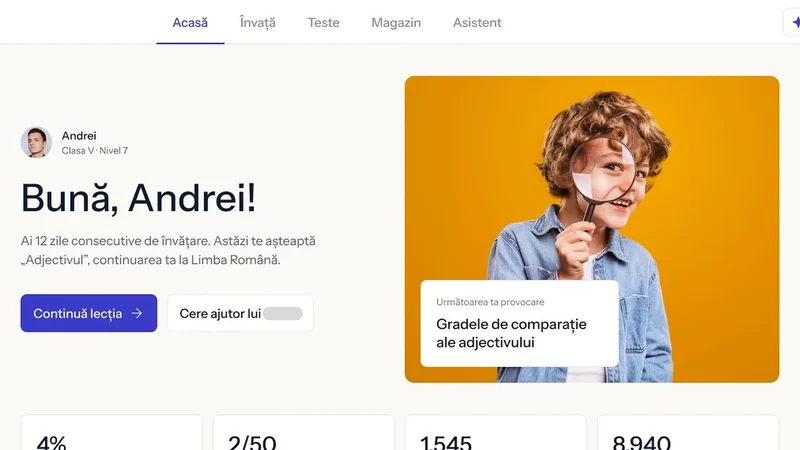 Acasă
Învață
Teste
Magazin
Asistent
Andrei
Clasa V · Nivel 7
Bună, Andrei!
Ai 12 zile consecutive de învățare. Astăzi te așteaptă
„Adjectivul”, continuarea ta la Limba Română.
Continuă lecția
Cere ajutor lui
Următoarea ta provocare
Gradele de comparație
ale adjectivului
4%
2/50
1.545
8.940